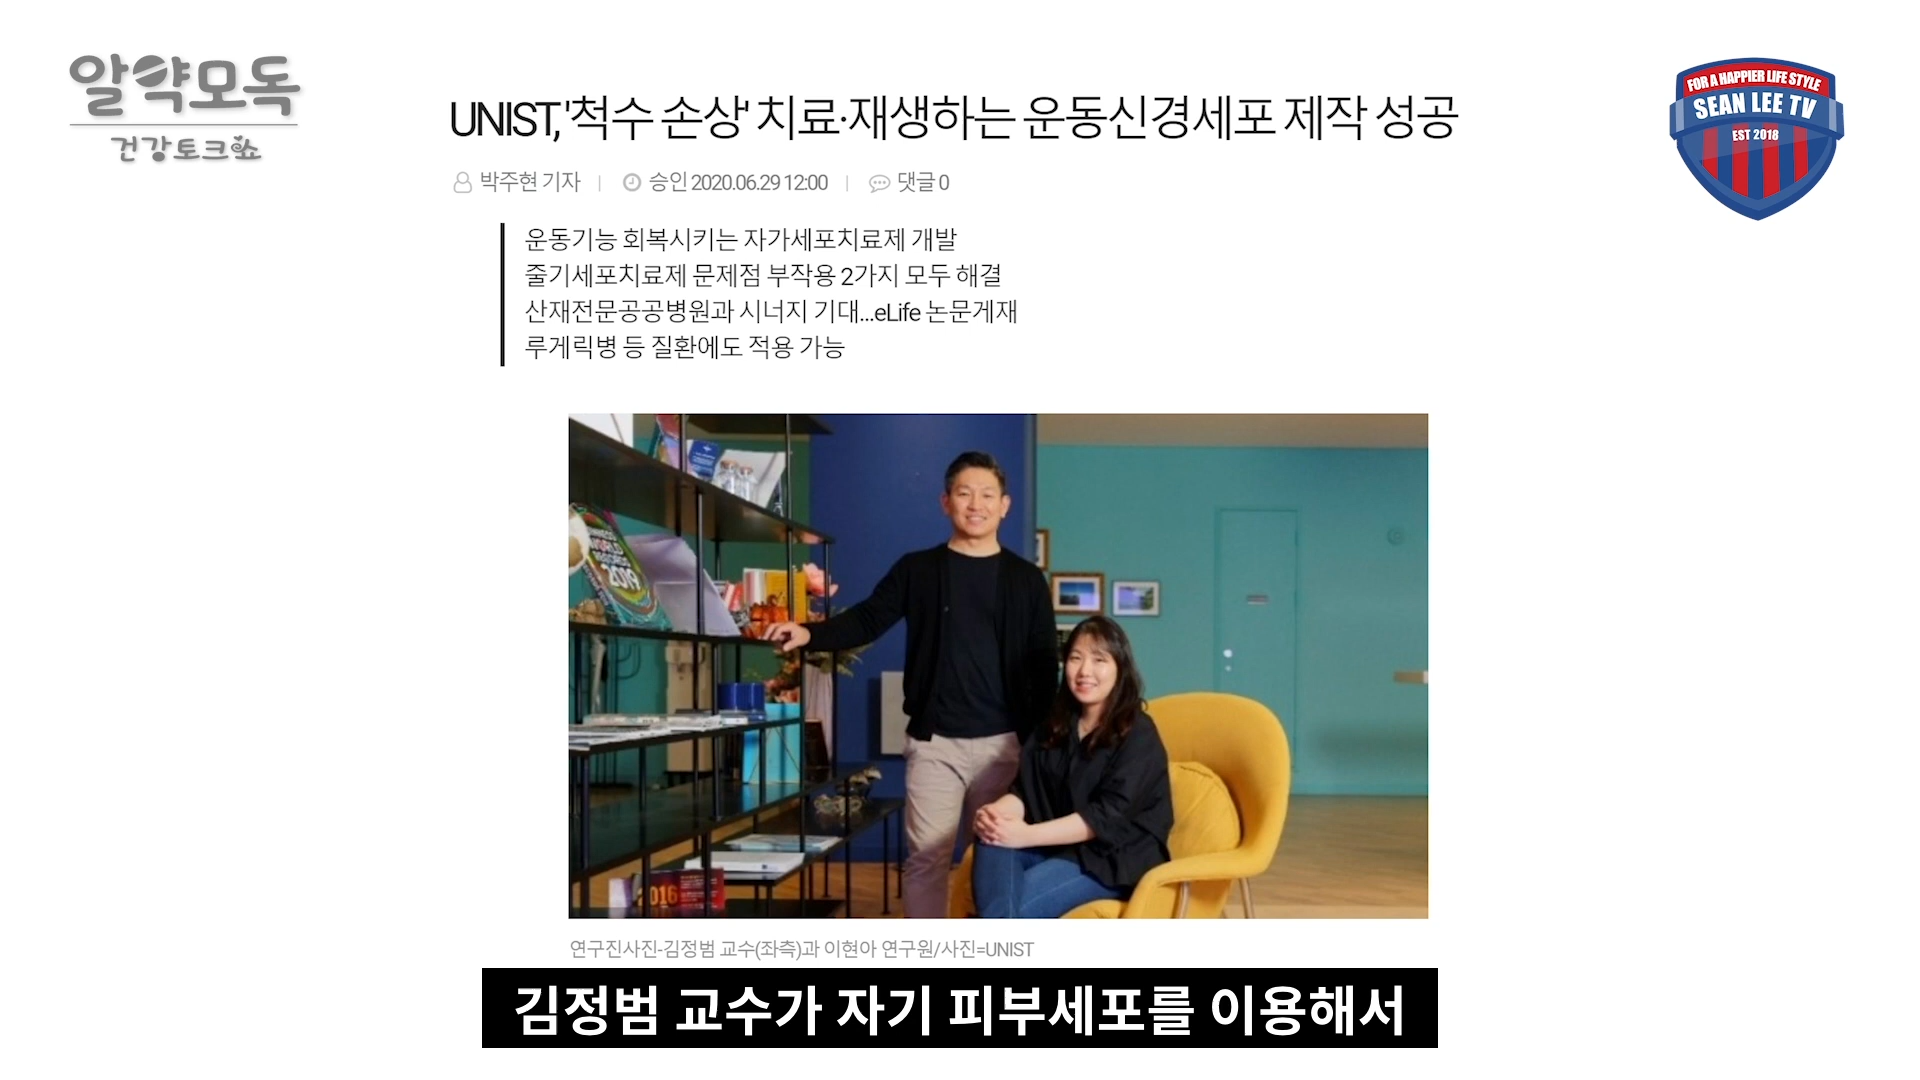 알약모독
건강토크쇼
FOR A HAPPIER LIFE STYLE
SEAN LEE TV
EST 2018
UNIST, '척수 손상' 치료·재생하는 운동신경세포 제작 성공
박주현 기자 | 승인 2020.06.29 12:00 | 댓글 0
운동기능 회복시키는 자가세포치료제 개발
줄기세포치료제 문제점 부작용 2가지 모두 해결
산재전문공공병원과 시너지 기대...eLife 논문게재
루게릭병 등 질환에도 적용 가능
WORLD
RECORDS
2019
2016
연구진사진-김정범 교수(좌측)과 이현아 연구원/사진=UNIST
김정범 교수가 자기 피부세포를 이용해서